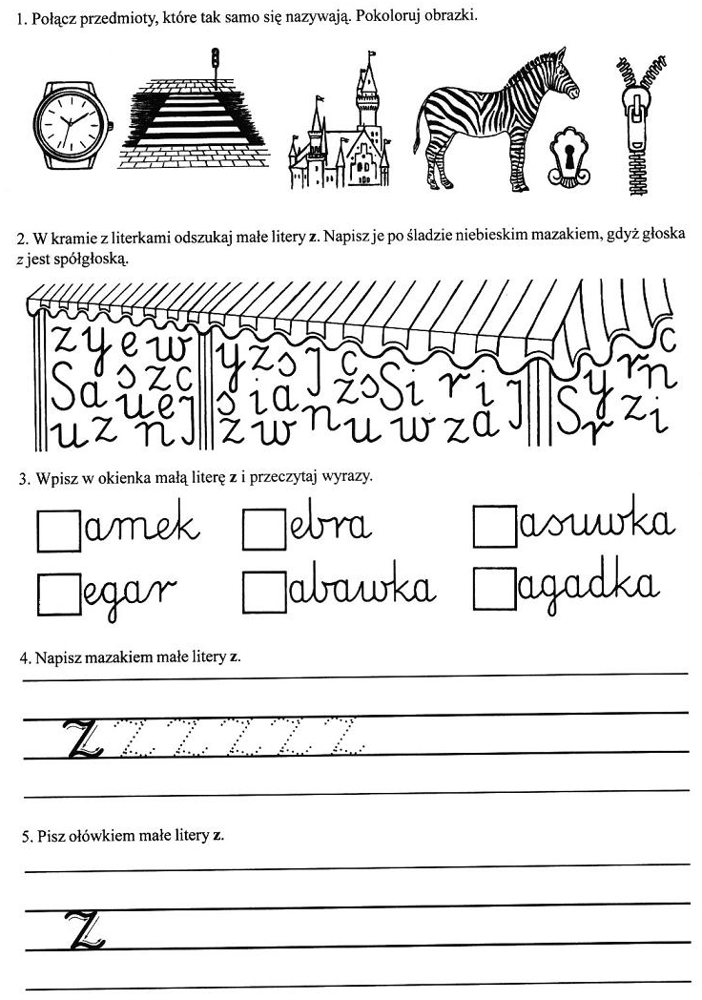 1. Połącz przedmioty, które tak samo się nazywają. Pokoloruj obrazki.
2. W kramie z literkami odszukaj małe litery z. Napisz je po śladzie niebieskim mazakiem, gdyż głoska
z jest spółgłoską.
z y e w y z s J c s S i r i J S y r n c
S a s z c s i a z r z i
u z n J u e J z w n u w z a
3. Wpisz w okienka małą literę z i przeczytaj wyrazy.
amek ebra asuwka
egar abawka agadka
4. Napisz mazakiem małe litery z.
z z z z z z
5. Pisz ołówkiem małe litery z.
z